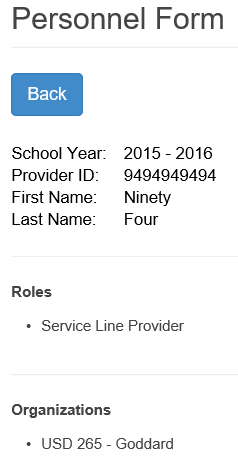 Personnel Form
Back
School Year: 2015 - 2016
Provider ID: 9494949494
First Name: Ninety
Last Name: Four
Roles
• Service Line Provider
Organizations
• USD 265 - Goddard